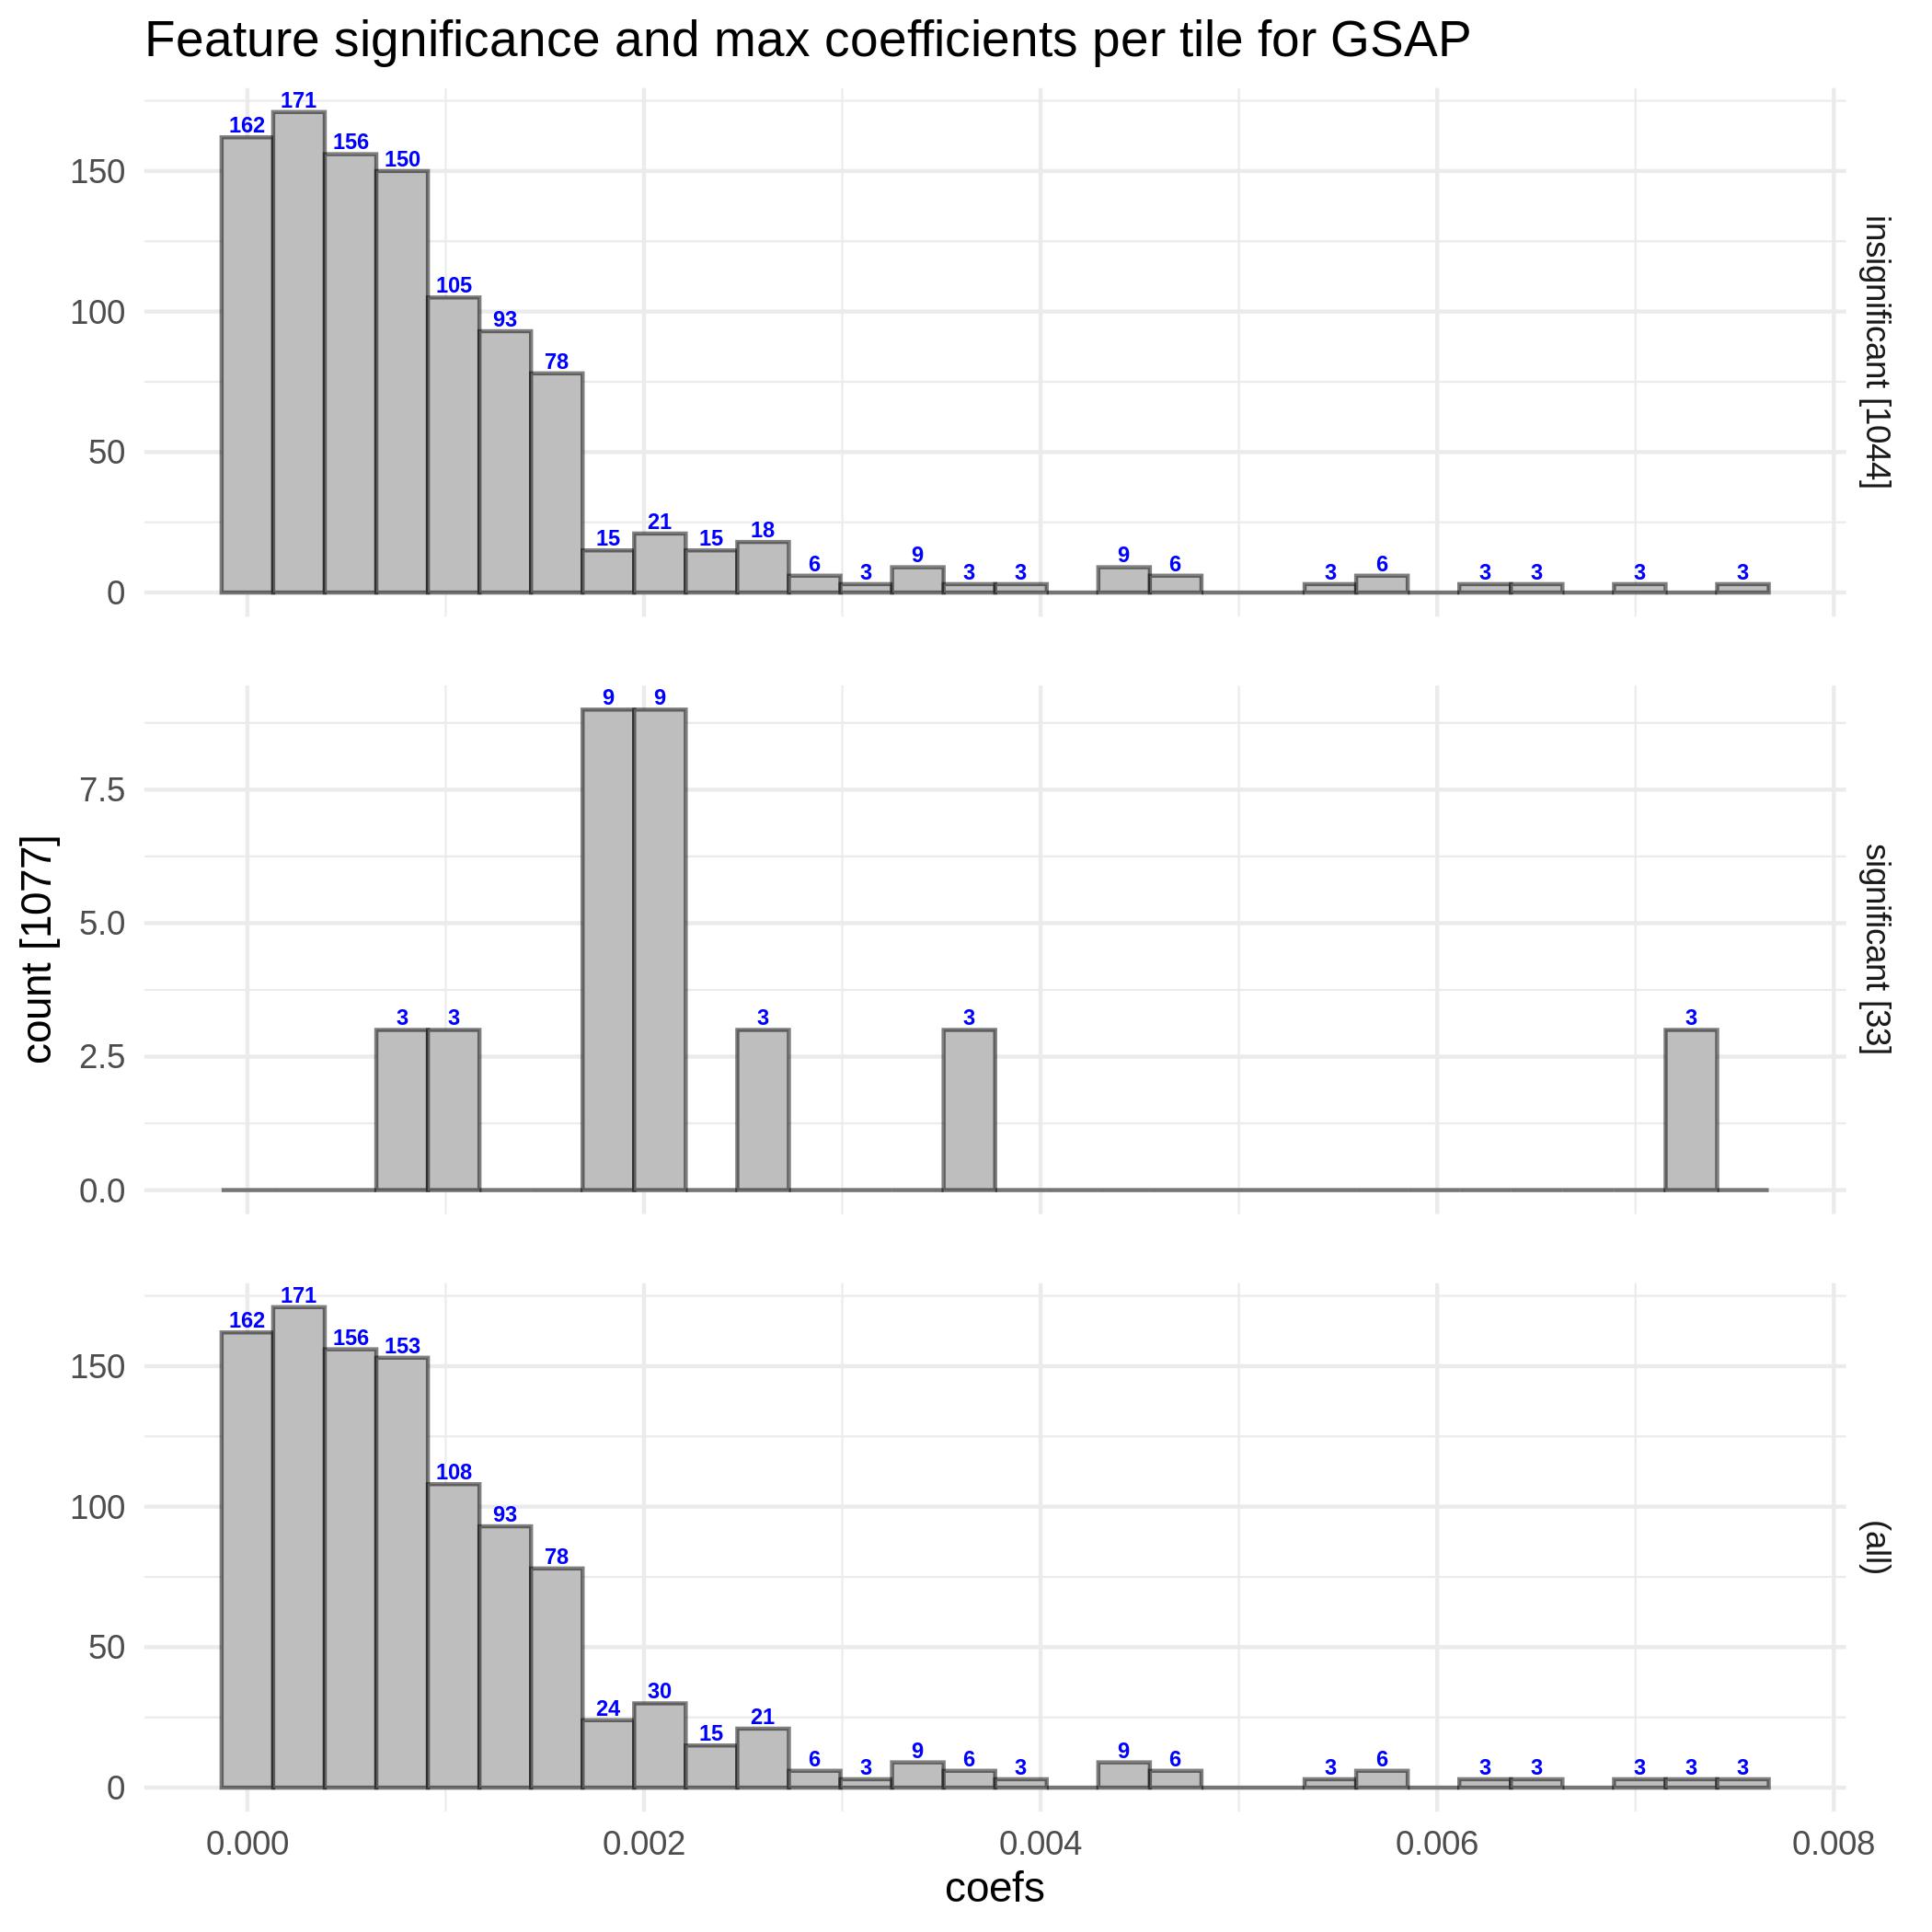 Feature significance and max coefficients per tile for GSAP
162 171 156 150 105 93 78 15 21 15 18 6 3 9 3 3 9 6 3 6 3 3 3 3
150
100
50
0
insignificant [1044]
count [1077]
3 3 9 9 3 3 3
7.5
5.0
2.5
0.0
significant [33]
162 171 156 153 108 93 78 24 30 15 21 6 3 9 6 3 9 6 3 6 3 3 3 3 3
150
100
50
0
(all)
0.000 0.002 0.004 0.006 0.008
coefs